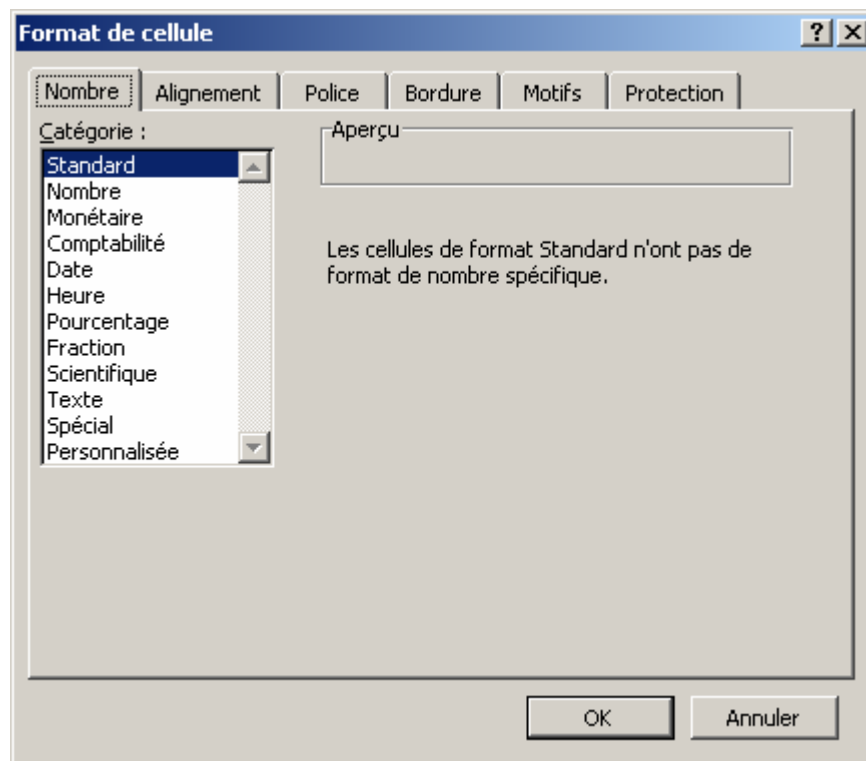 Format de cellule
Nombre Alignement Police Bordure Motifs Protection
Catégorie :
Standard
Nombre
Monétaire
Comptabilité
Date
Heure
Pourcentage
Fraction
Scientifique
Texte
Spécial
Personnalisée
Aperçu
Les cellules de format Standard n'ont pas de
format de nombre spécifique.
OK Annuler